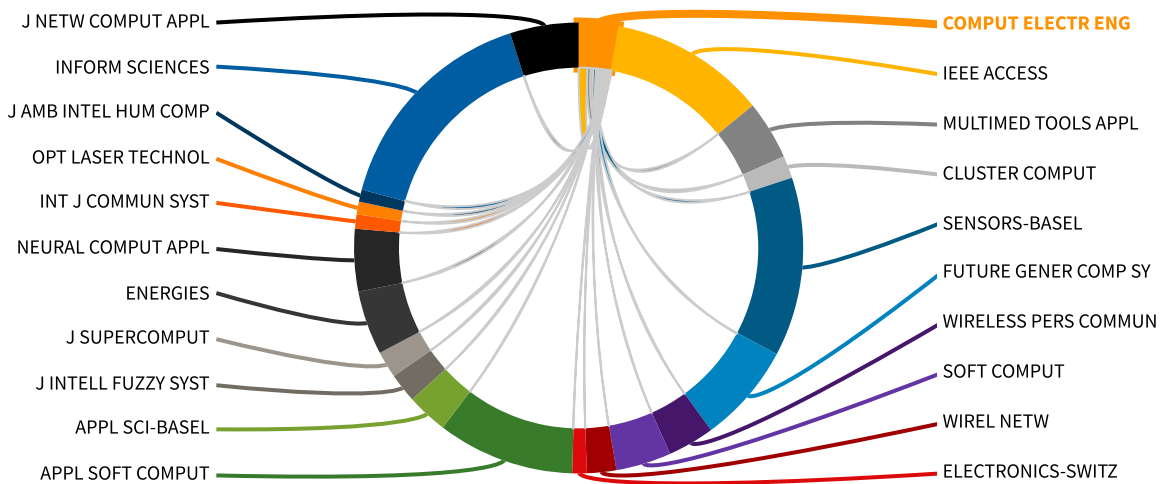 J NETW COMPUT APPL
INFORM SCIENCES
J AMB INTEL HUM COMP
OPT LASER TECHNOL
INT J COMMUN SYST
NEURAL COMPUT APPL
ENERGIES
J SUPERCOMPUT
J INTELL FUZZY SYST
APPL SCI-BASEL
APPL SOFT COMPUT
COMPUT ELECTR ENG
IEEE ACCESS
MULTIMED TOOLS APPL
CLUSTER COMPUT
SENSORS-BASEL
FUTURE GENER COMP SY
WIRELESS PERS COMMUN
SOFT COMPUT
WIREL NETW
ELECTRONICS-SWITZ